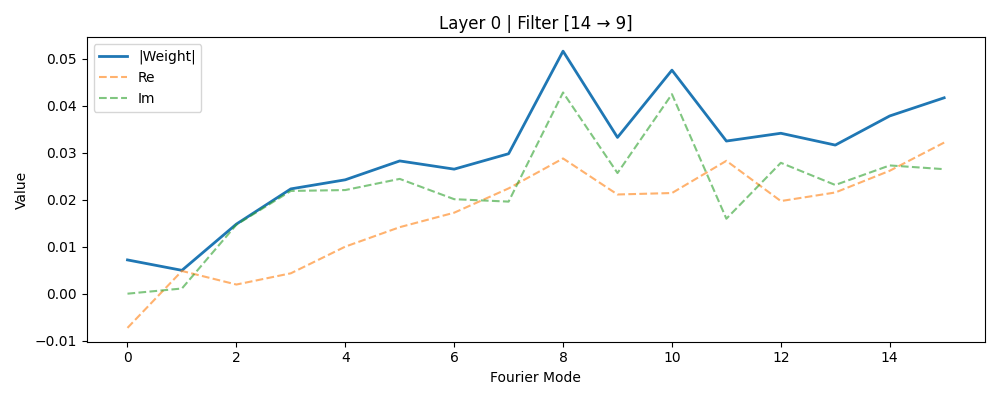 Layer 0 | Filter [14 → 9]
|Weight|
Re
Im
0.05
0.04
0.03
0.02
0.01
0.00
−0.01
Value
0 2 4 6 8 10 12 14
Fourier Mode